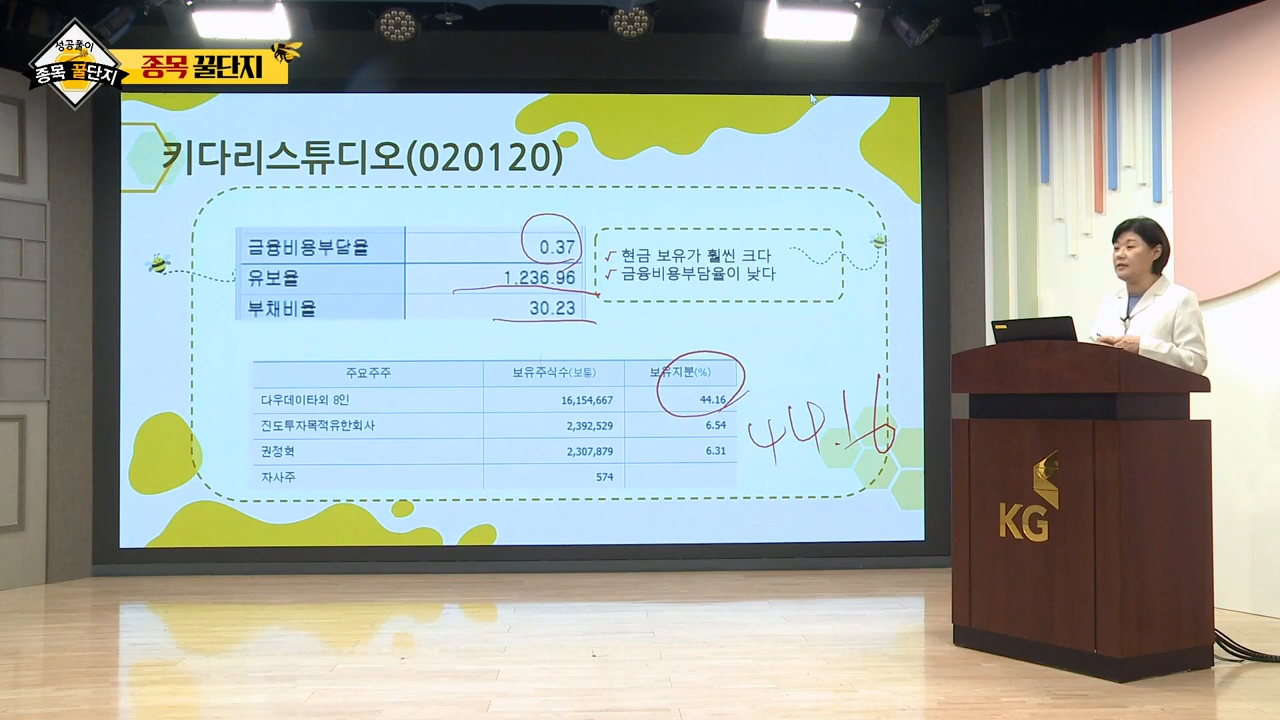 성공풀이
종목 꿀단지
종목 꿀단지
키다리스튜디오(020120)
금융비용부담율 0.37
유보율 1,236.96
부채비율 30.23
✓ 현금 보유가 훨씬 크다
✓ 금융비용부담율이 낮다
주요주주 보유주식수(보통) 보유지분(%)
다우데이타외 8인 16,154,667 44.16
진도투자목적유한회사 2,392,529 6.54
권정혁 2,307,879 6.31
자사주 574
44.16
KG